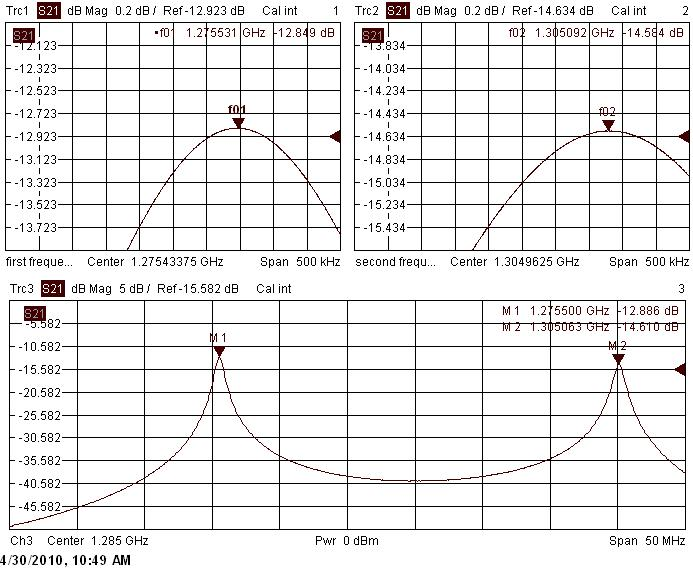 Trc1 S21 dB Mag 0.2 dB / Ref -12.923 dB Cal int 1
S21
•f01 1.275531 GHz -12.849 dB
-12.123
-12.323
-12.523
-12.723
-12.923
-13.123
-13.323
-13.523
-13.723
f01
first freque... Center 1.27543375 GHz Span 500 kHz
Trc2 S21 dB Mag 0.2 dB / Ref -14.634 dB Cal int 2
S21
f02 1.305092 GHz -14.584 dB
-13.834
-14.034
-14.234
-14.434
-14.634
-14.834
-15.034
-15.234
-15.434
f02
second frequ... Center 1.3049625 GHz Span 500 kHz
Trc3 S21 dB Mag 5 dB / Ref -15.582 dB Cal int 3
S21
M 1 1.275500 GHz -12.886 dB
M 2 1.305063 GHz -14.610 dB
-5.582
-10.582
-15.582
-20.582
-25.582
-30.582
-35.582
-40.582
-45.582
M 1
M 2
Ch3 Center 1.285 GHz Pwr 0 dBm Span 50 MHz
4/30/2010, 10:49 AM